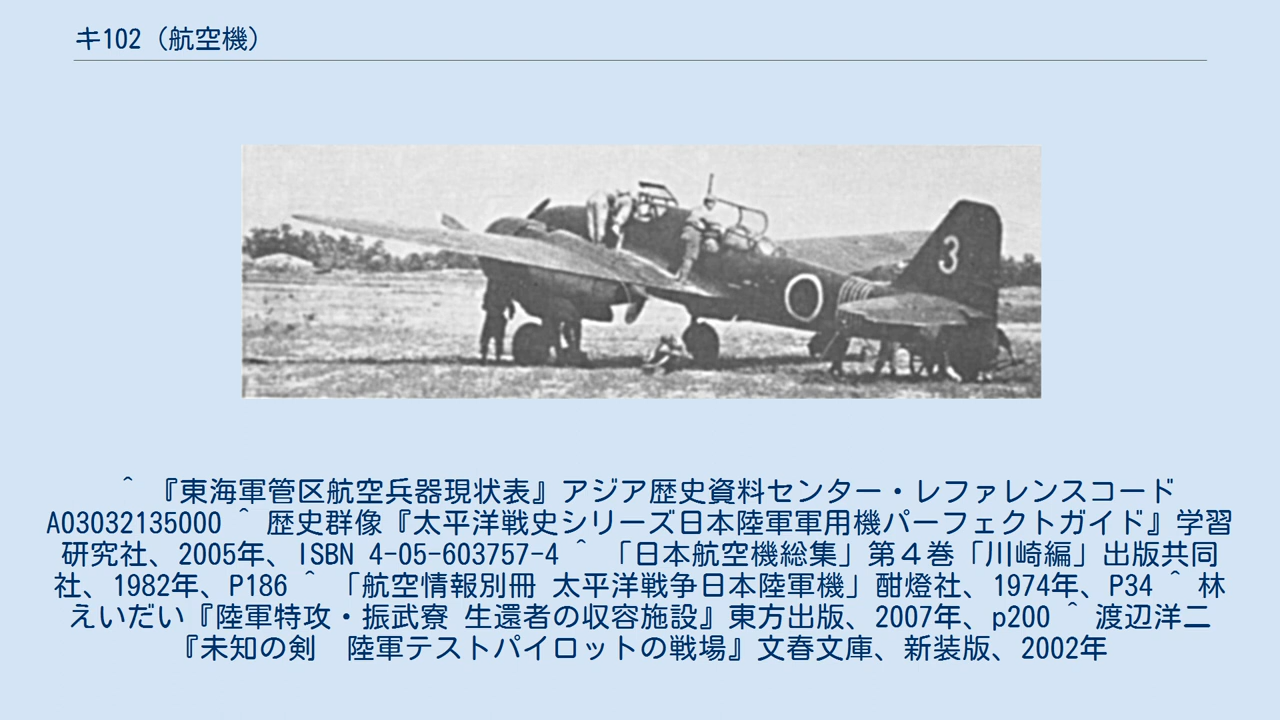 キ102（航空機）
3
^ 『東海軍管区航空兵器現状表』アジア歴史資料センター・レファレンスコード
A03032135000 ^ 歴史群像『太平洋戦史シリーズ日本陸軍軍用機パーフェクトガイド』学習
研究社、2005年、ISBN 4-05-603757-4 ^ 「日本航空機総集」第４巻「川崎編」出版共同
社、1982年、P186 ^ 「航空情報別冊 太平洋戦争日本陸軍機」酣燈社、1974年、P34 ^ 林
えいだい『陸軍特攻・振武寮 生還者の収容施設』東方出版、2007年、p200 ^ 渡辺洋二
『未知の剣　陸軍テストパイロットの戦場』文春文庫、新装版、2002年